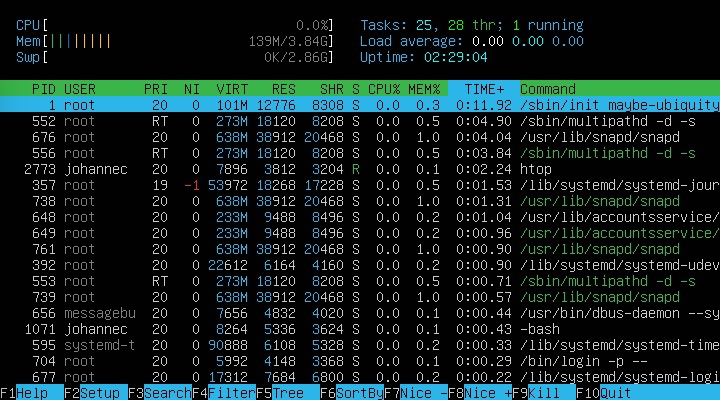 CPU[ 0.0%] Tasks: 25, 28 thr; 1 running
Mem[|||||||| 139M/3.84G] Load average: 0.00 0.00 0.00
Swp[ 0K/2.86G] Uptime: 02:29:04
PID USER PRI NI VIRT RES SHR S CPU% MEM% TIME+ Command
1 root 20 0 101M 12776 8308 S 0.0 0.3 0:11.92 /sbin/init maybe-ubiquity
552 root RT 0 273M 18120 8208 S 0.0 0.5 0:04.90 /sbin/multipathd -d -s
676 root 20 0 638M 38912 20468 S 0.0 1.0 0:04.04 /usr/lib/snapd/snapd
556 root RT 0 273M 18120 8208 S 0.0 0.5 0:03.84 /sbin/multipathd -d -s
2773 johannec 20 0 7896 3812 3204 R 0.0 0.1 0:02.24 htop
357 root 19 -1 53972 18268 17228 S 0.0 0.5 0:01.53 /lib/systemd/systemd-jour
738 root 20 0 638M 38912 20468 S 0.0 1.0 0:01.31 /usr/lib/snapd/snapd
648 root 20 0 233M 9488 8496 S 0.0 0.2 0:01.04 /usr/lib/accountsservice/
649 root 20 0 233M 9488 8496 S 0.0 0.2 0:00.96 /usr/lib/accountsservice/
761 root 20 0 638M 38912 20468 S 0.0 1.0 0:00.90 /usr/lib/snapd/snapd
392 root 20 0 22612 6164 4160 S 0.0 0.2 0:00.90 /lib/systemd/systemd-udev
553 root RT 0 273M 18120 8208 S 0.0 0.5 0:00.71 /sbin/multipathd -d -s
739 root 20 0 638M 38912 20468 S 0.0 1.0 0:00.57 /usr/lib/snapd/snapd
656 messagebu 20 0 7656 4832 4020 S 0.0 0.1 0:00.44 /usr/bin/dbus-daemon --sy
1071 johannec 20 0 8264 5336 3624 S 0.0 0.1 0:00.43 -bash
595 systemd-t 20 0 90888 6108 5328 S 0.0 0.2 0:00.33 /lib/systemd/systemd-time
704 root 20 0 5992 4148 3368 S 0.0 0.1 0:00.29 /bin/login -p --
677 root 20 0 17312 7684 6800 S 0.0 0.2 0:00.22 /lib/systemd/systemd-logi
F1Help F2Setup F3SearchF4FilterF5Tree F6SortByF7Nice -F8Nice +F9Kill F10Quit